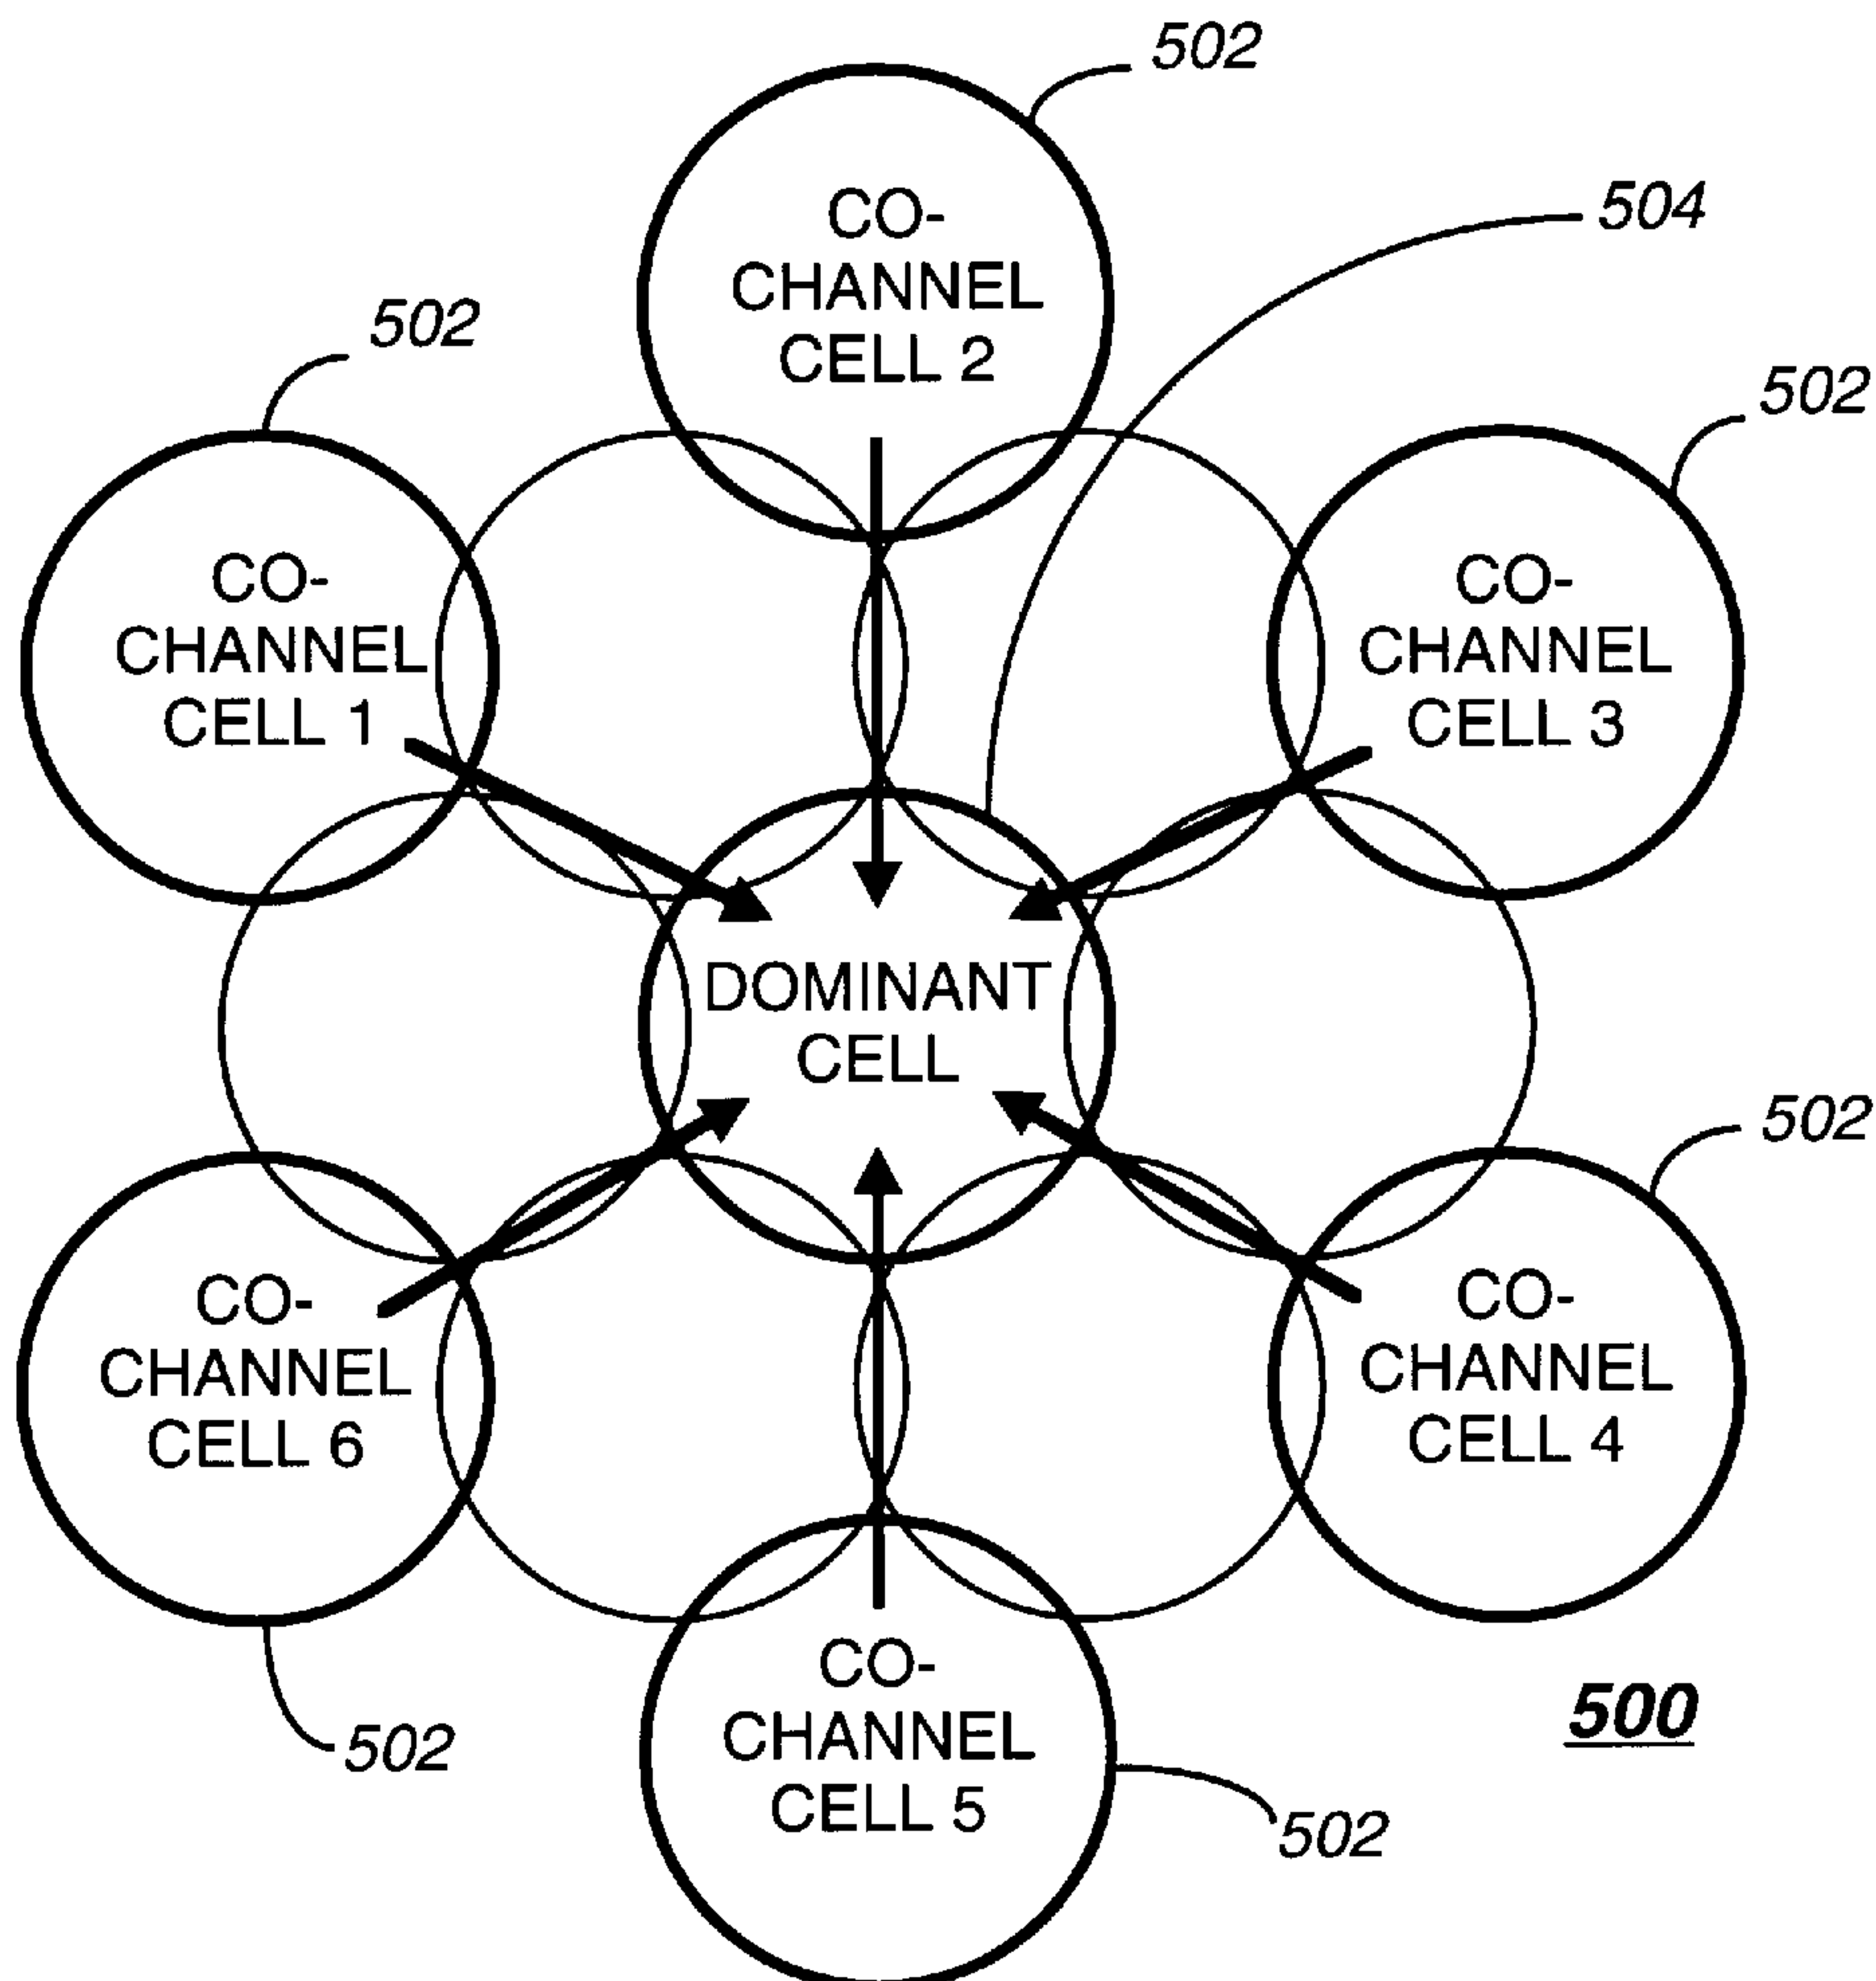 502
504
502
502
CO-
CHANNEL
CELL 2
CO-
CHANNEL
CELL 1
CO-
CHANNEL
CELL 3
DOMINANT
CELL
502
CO-
CHANNEL
CELL 6
CO-
CHANNEL
CELL 4
CO-
CHANNEL
CELL 5
500
502
502